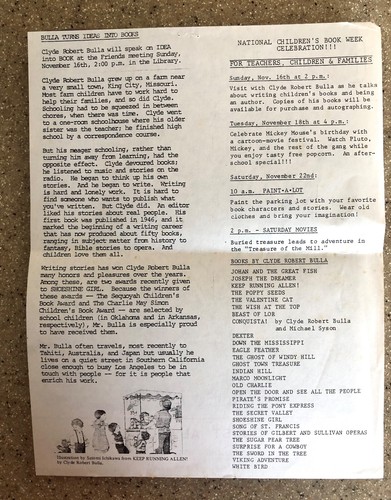 BULLA TURNS IDEAS INTO BOOKS
Clyde Robert Bulla will speak on IDEA
into BOOK at the Friends meeting Sunday,
November 16th, 2:00 p.m. in the Library.
Clyde Robert Bulla grew up on a farm near
a very small town, King City, Missouri.
Most farm children have to work hard to
help their families, and so did Clyde.
Schooling had to be squeezed in between
chores, when there was time. Clyde went
to a one-room schoolhouse where his older
sister was the teacher; he finished high
school by a correspondence course.
But his meager schooling, rather than
turning him away from learning, had the
opposite effect. Clyde devoured books;
he listened to music and stories on the
radio. He began to think up his own
stories. And he began to write. Writing
is hard and lonely work. It is hard to
find someone who wants to publish what
you've written. But Clyde did. An editor
liked his stories about real people. His
first book was published in 1946, and it
marked the beginning of a writing career
that has now produced about fifty books,
ranging in subject matter from history to
fantasy, Bible stories to opera. And
children love them all.
Writing stories has won Clyde Robert Bulla
many honors and pleasures over the years.
Among these, are two awards recently given
to SHOESHINE GIRL. Because the winners of
these awards -- The Sequoyah Children's
Book Award and The Charlie May Simon
Children's Book Award -- are selected by
school children (in Oklahoma and in Arkansas,
respectively), Mr. Bulla is especially proud
to have received them.
Mr. Bulla often travels, most recently to
Tahiti, Australia, and Japan but usually he
lives on a quiet street in Southern California
close enough to busy Los Angeles to be in
touch with people -- for it is people that
enrich his work.
Illustration by Satomi Ichikawa from KEEP RUNNING ALLEN!
by Clyde Robert Bulla.
NATIONAL CHILDREN'S BOOK WEEK
CELEBRATION!!!
FOR TEACHERS, CHILDREN & FAMILIES
Sunday, Nov. 16th at 2 p.m.:
Visit with Clyde Robert Bulla as he talks
about writing children's books and being
an author. Copies of his books will be
available for purchase and autographing.
Tuesday, November 18th at 4 p.m.:
Celebrate Mickey Mouse's birthday with
a cartoon-movie festival. Watch Pluto,
Mickey, and the rest of the gang while
you enjoy tasty free popcorn. An after-
school special!!!
Saturday, November 22nd:
10 a.m. PAINT-A-LOT
Paint the parking lot with your favorite
book characters and stories. Wear old
clothes and bring your imagination!
2 p.m. - SATURDAY MOVIES
Buried treasure leads to adventure in
the "Treasure of the Mill."
BOOKS BY CLYDE ROBERT BULLA
JOHAN AND THE GREAT FISH
JOSEPH THE DREAMER
KEEP RUNNING ALLEN!
THE POPPY SEEDS
THE VALENTINE CAT
THE WISH AT THE TOP
BEAST OF LOR
CONQUISTA! by Clyde Robert Bulla
and Michael Syson
DEXTER
DOWN THE MISSISSIPPI
EAGLE FEATHER
THE GHOST OF WINDY HILL
GHOST TOWN TREASURE
INDIAN HILL
MARCO MOONLIGHT
OLD CHARLIE
OPEN THE DOOR AND SEE ALL THE PEOPLE
PIRATE'S PROMISE
RIDING THE PONY EXPRESS
THE SECRET VALLEY
SHOESHINE GIRL
SONG OF ST. FRANCIS
STORIES OF GILBERT AND SULLIVAN OPERAS
THE SUGAR PEAR TREE
SURPRISE FOR A COWBOY
THE SWORD IN THE TREE
VIKING ADVENTURE
WHITE BIRD